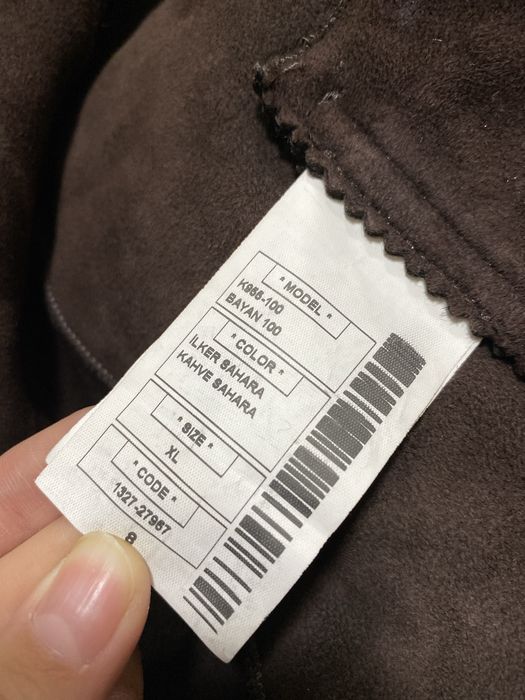 * MODEL *
K955-100
BAYAN 100
* COLOR *
İLKER SAHARA
KAHVE SAHARA
* SIZE *
XL
* CODE *
1327-27967
8